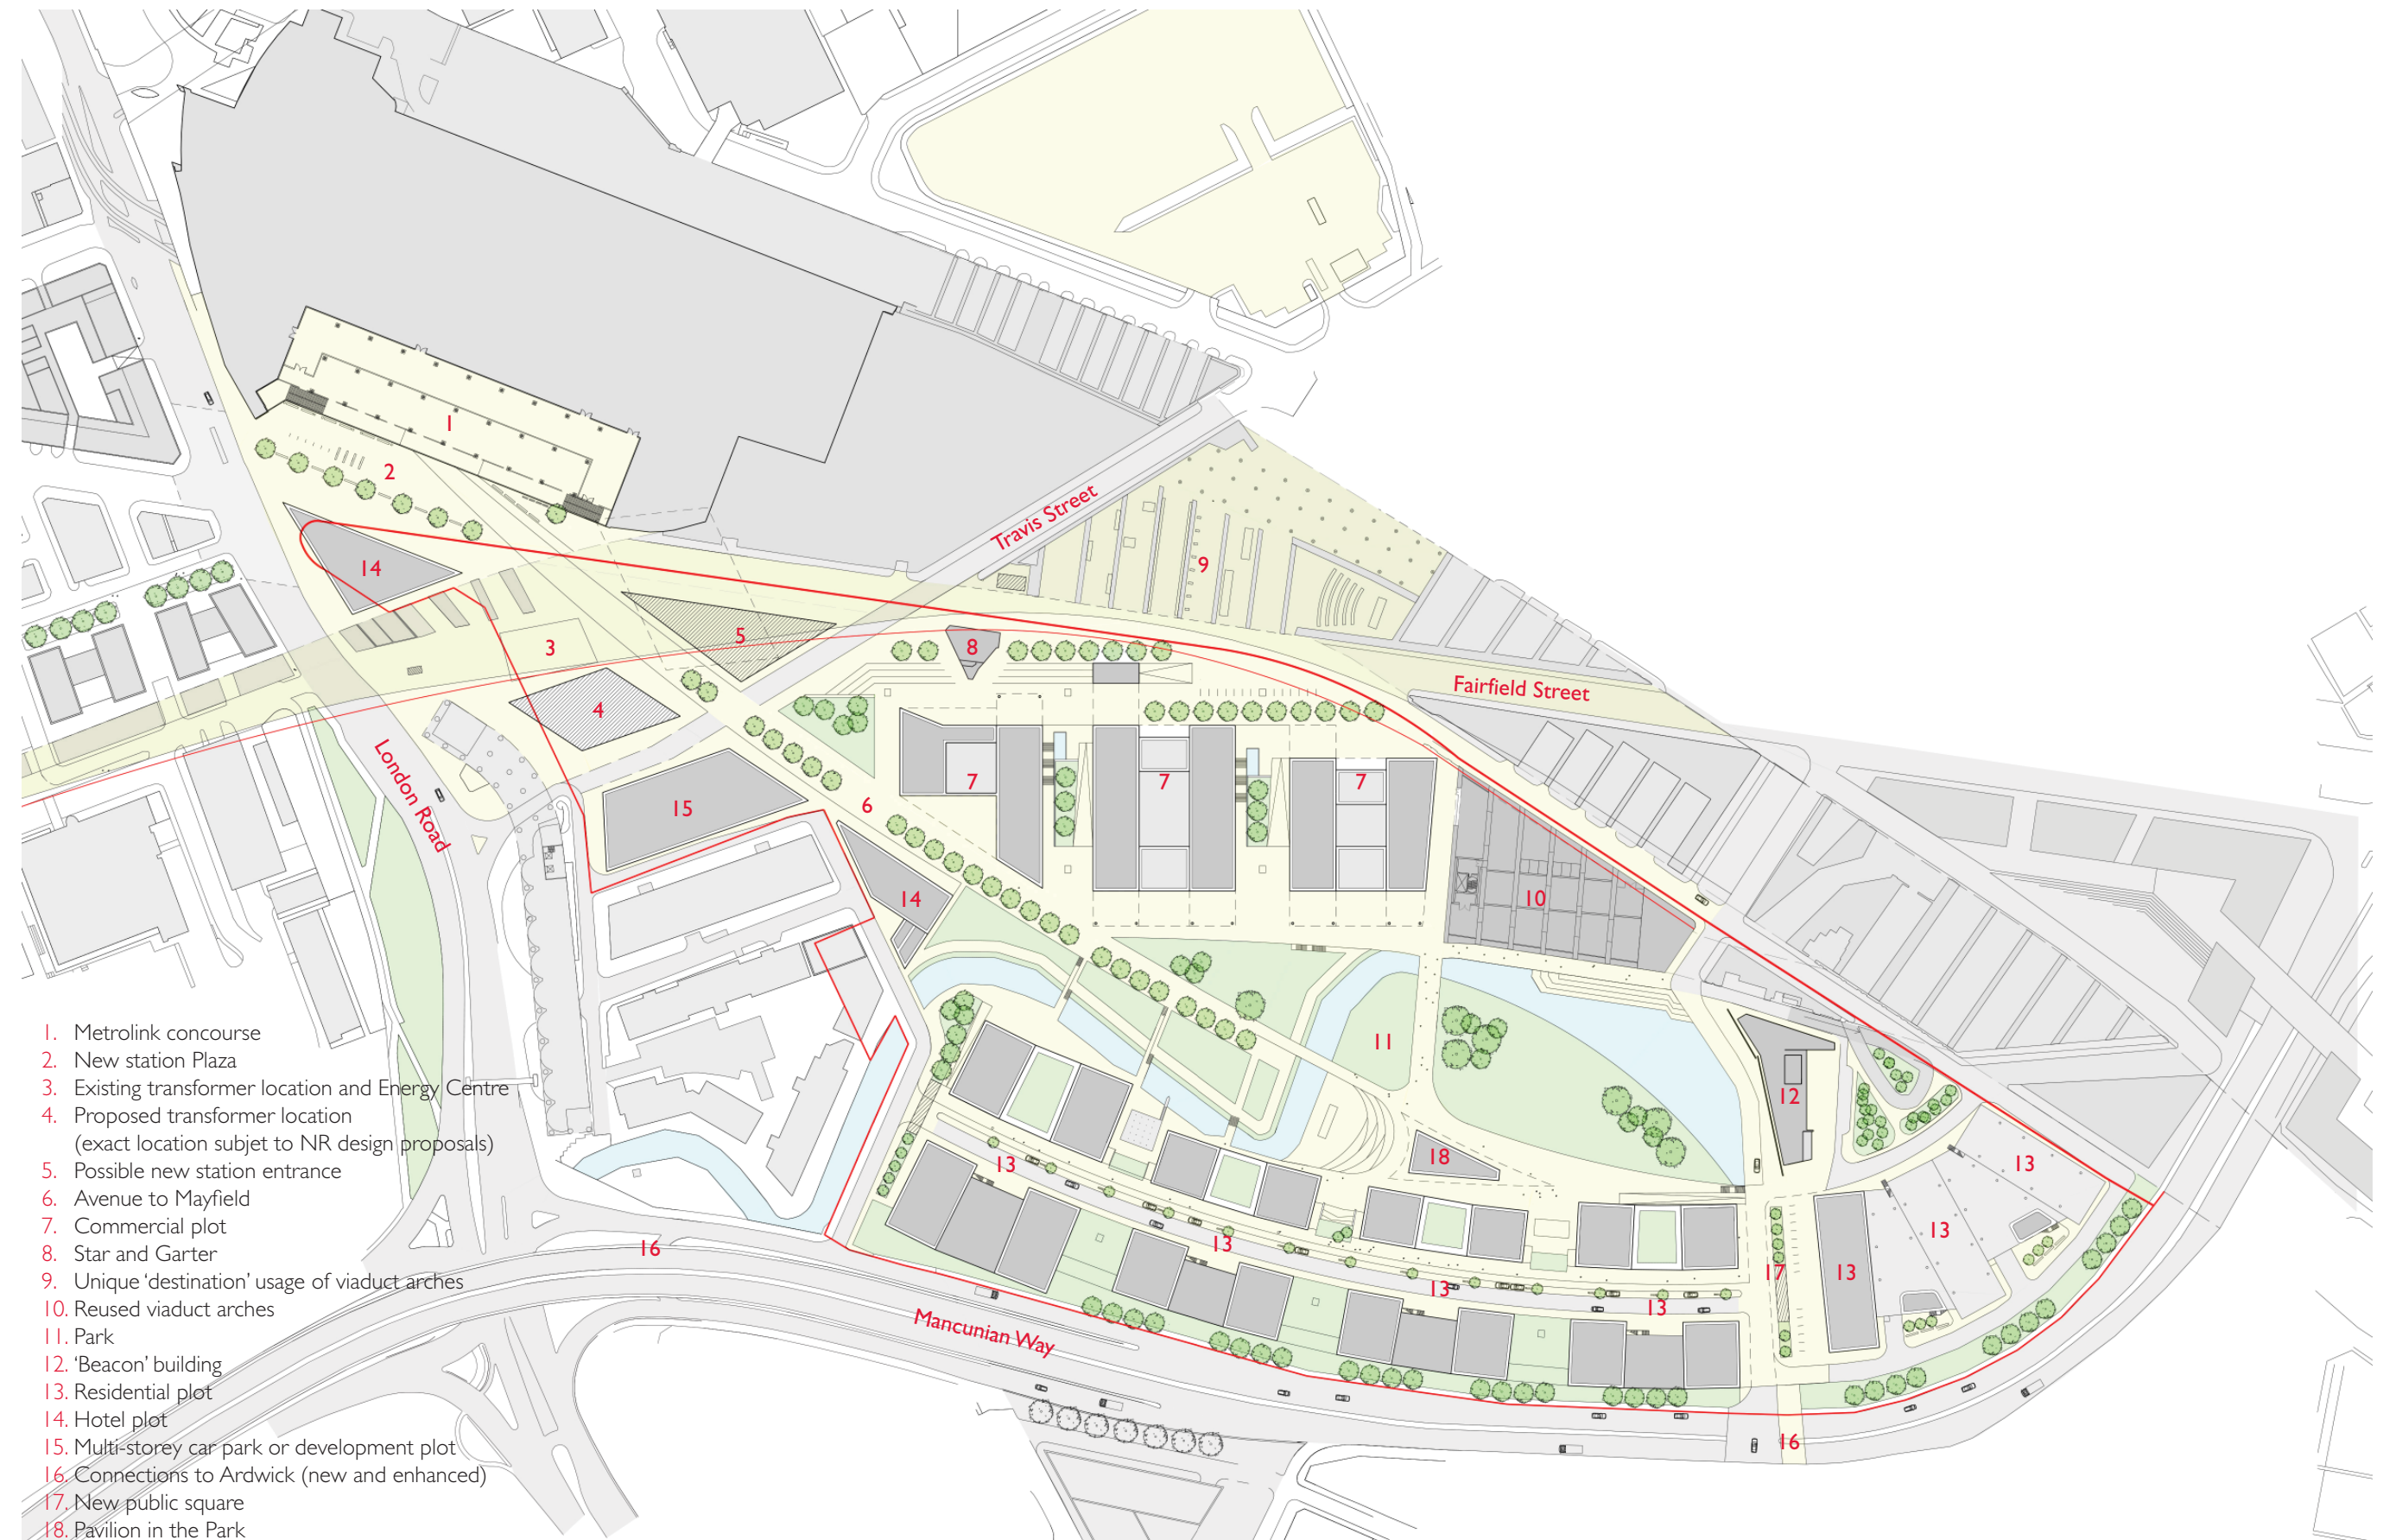 1
2
14
3
5
4
8
Travis Street
9
Fairfield Street
London Road
15
6
7
7
7
14
10
11
12
18
13
13
13
13
13
13
13
17
16
16
Mancunian Way
1. Metrolink concourse
2. New station Plaza
3. Existing transformer location and Energy Centre
4. Proposed transformer location
(exact location subjet to NR design proposals)
5. Possible new station entrance
6. Avenue to Mayfield
7. Commercial plot
8. Star and Garter
9. Unique ‘destination’ usage of viaduct arches
10. Reused viaduct arches
11. Park
12. ‘Beacon’ building
13. Residential plot
14. Hotel plot
15. Multi-storey car park or development plot
16. Connections to Ardwick (new and enhanced)
17. New public square
18. Pavilion in the Park